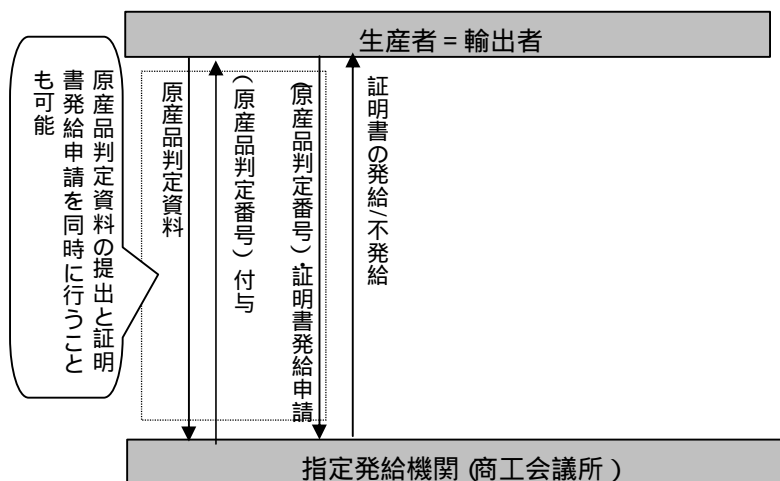 生産者＝輸出者
原産品判定資料の提出と証明
書発給申請を同時に行うこと
も可能
原産品判定資料
（原産品判定番号）付与
（原産品判定番号）・証明書発給申請
証明書の発給/不発給
指定発給機関（商工会議所）